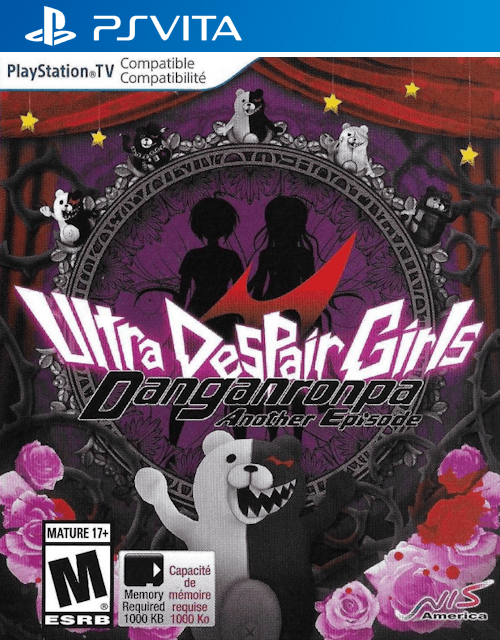 PSVITA
PlayStation®TV Compatible
Compatibilité
Ultra Despair Girls
Danganronpa
Another Episode
MATURE 17+
M
®
ESRB
Memory
Required
1000 KB
Capacité
de
mémoire
requise
1000 Ko
NIS
America